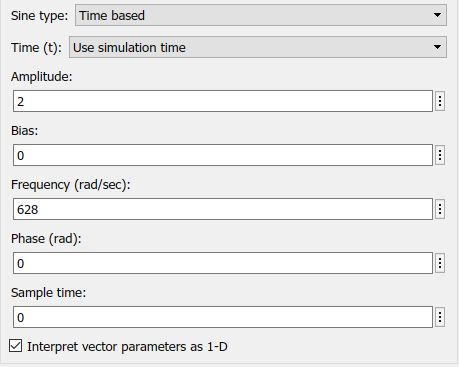 Sine type: Time based
Time (t): Use simulation time
Amplitude:
2
Bias:
0
Frequency (rad/sec):
628
Phase (rad):
0
Sample time:
0
Interpret vector parameters as 1-D